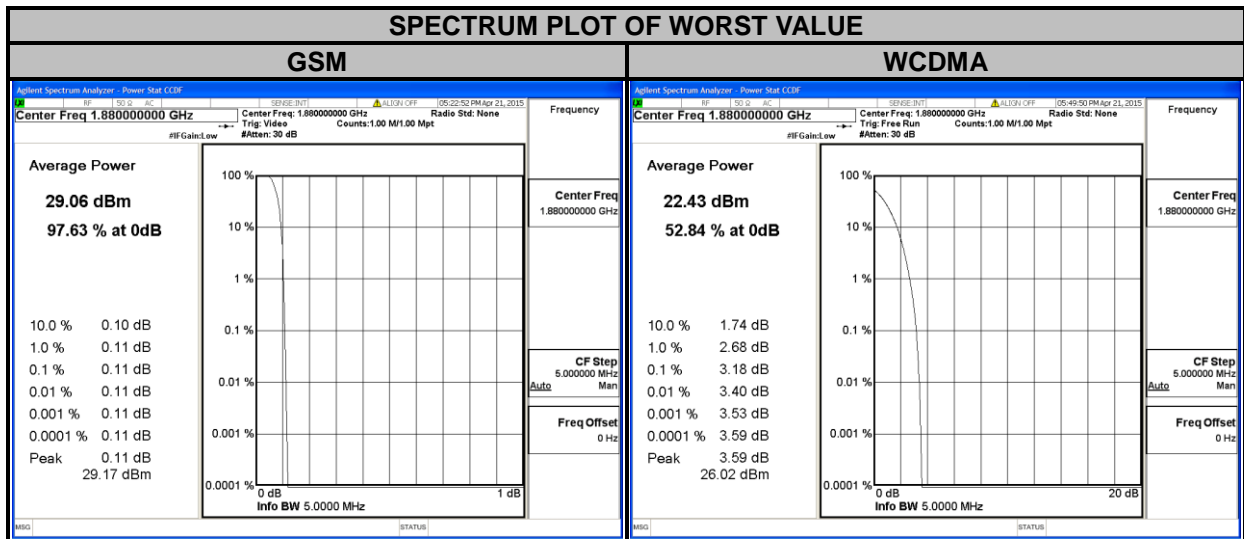 SPECTRUM PLOT OF WORST VALUE
GSM
WCDMA
Agilent Spectrum Analyzer - Power Stat CCDF
RF 50 Ω AC SENSE:INT ALIGN OFF 05:22:52 PM Apr 21, 2015
Center Freq 1.880000000 GHz
#IFGain:Low
Center Freq: 1.880000000 GHz Radio Std: None
Trig: Video Counts:1.00 M/1.00 Mpt
#Atten: 30 dB
Frequency
Average Power
29.06 dBm
97.63 % at 0dB
10.0 % 0.10 dB
1.0 % 0.11 dB
0.1 % 0.11 dB
0.01 % 0.11 dB
0.001 % 0.11 dB
0.0001 % 0.11 dB
Peak 0.11 dB
29.17 dBm
100 %
10 %
1 %
0.1 %
0.01 %
0.001 %
0.0001 %
0 dB 1 dB
Info BW 5.0000 MHz
Center Freq
1.880000000 GHz
CF Step
5.000000 MHz
Auto Man
Freq Offset
0 Hz
MSG STATUS
Agilent Spectrum Analyzer - Power Stat CCDF
RF 50 Ω AC SENSE:INT ALIGN OFF 05:49:50 PM Apr 21, 2015
Center Freq 1.880000000 GHz
#IFGain:Low
Center Freq: 1.880000000 GHz Radio Std: None
Trig: Free Run Counts:1.00 M/1.00 Mpt
#Atten: 30 dB
Frequency
Average Power
22.43 dBm
52.84 % at 0dB
10.0 % 1.74 dB
1.0 % 2.68 dB
0.1 % 3.18 dB
0.01 % 3.40 dB
0.001 % 3.53 dB
0.0001 % 3.59 dB
Peak 3.59 dB
26.02 dBm
100 %
10 %
1 %
0.1 %
0.01 %
0.001 %
0.0001 %
0 dB 20 dB
Info BW 5.0000 MHz
Center Freq
1.880000000 GHz
CF Step
5.000000 MHz
Auto Man
Freq Offset
0 Hz
MSG STATUS